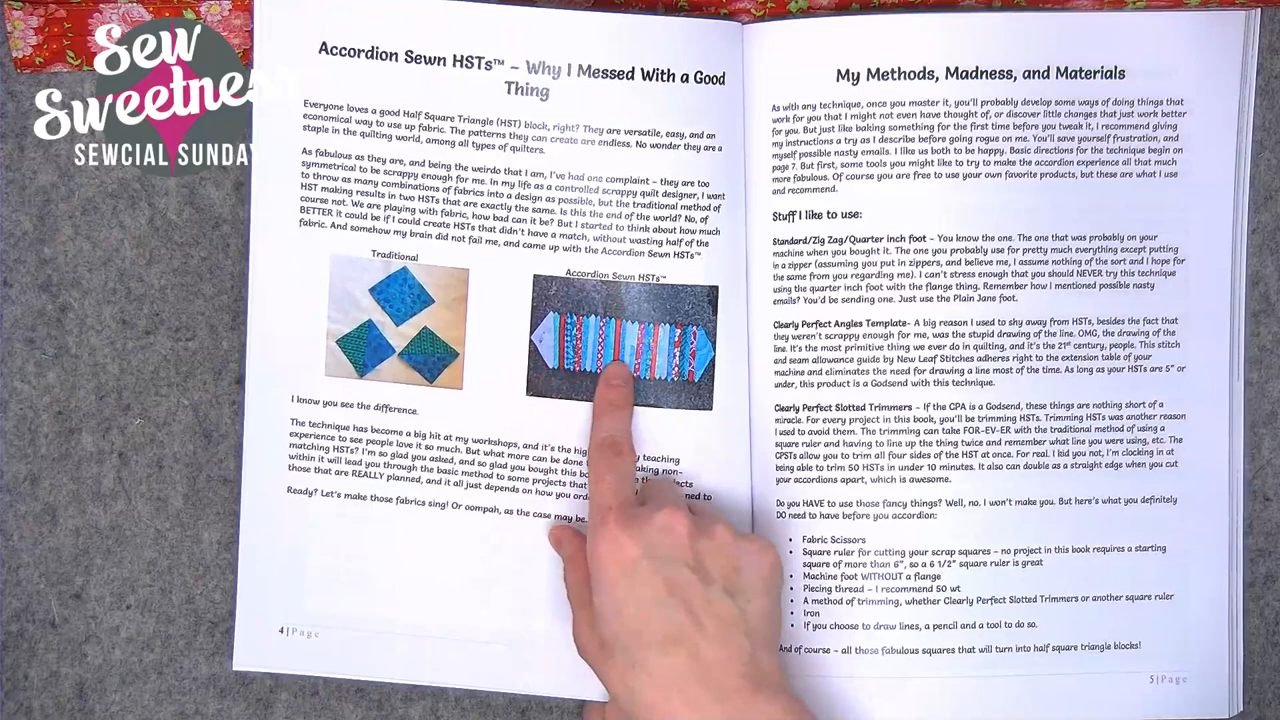 Sew
Sweetness
SEWCIAL SUNDAY
Accordion Sewn HSTs™ – Why I Messed With a Good
Thing
Everyone loves a good Half Square Triangle (HST) block, right? They are versatile, easy, and an
economical way to use up fabric. The patterns they can create are endless. No wonder they are a
staple in the quilting world, among all types of quilters.
As fabulous as they are, and being the weirdo that I am, I've had one complaint – they are too
symmetrical to be scrappy enough for me. In my life as a controlled scrappy quilt designer, I want
to throw as many combinations of fabrics into a design as possible, but the traditional method of
HST making results in two HSTs that are exactly the same. Is this the end of the world? No, of
course not. We are playing with fabric, how bad can it be? But I started to think about how much
BETTER it could be if I could create HSTs that didn't have a match, without wasting half of the
fabric. And somehow my brain did not fail me, and came up with the Accordion Sewn HSTs™.
Traditional
Accordion Sewn HSTs™
I know you see the difference.
The technique has become a big hit at my workshops, and it's the hig teaching
experience to see people love it so much. But what more can be done aking non-
matching HSTs? I'm so glad you asked, and so glad you bought this bo the projects
within it will lead you through the basic method to some projects that ned to
those that are REALLY planned, and it all just depends on how you ord
Ready? Let's make those fabrics sing! Or oompah, as the case may be.
4 | Page
My Methods, Madness, and Materials
As with any technique, once you master it, you'll probably develop some ways of doing things that
work for you that I might not even have thought of, or discover little changes that just work better
for you. But just like baking something for the first time before you tweak it, I recommend giving
my instructions a try as I describe before going rogue on me. You'll save yourself frustration, and
myself possible nasty emails. I like us both to be happy. Basic directions for the technique begin on
page 7. But first, some tools you might like to try to make the accordion experience all that much
more fabulous. Of course you are free to use your own favorite products, but these are what I use
and recommend.
Stuff I like to use:
Standard/Zig Zag/Quarter inch foot – You know the one. The one that was probably on your
machine when you bought it. The one you probably use for pretty much everything except putting
in a zipper (assuming you put in zippers, and believe me, I assume nothing of the sort and I hope for
the same from you regarding me). I can't stress enough that you should NEVER try this technique
using the quarter inch foot with the flange thing. Remember how I mentioned possible nasty
emails? You'd be sending one. Just use the Plain Jane foot.
Clearly Perfect Angles Template- A big reason I used to shy away from HSTs, besides the fact that
they weren't scrappy enough for me, was the stupid drawing of the line. OMG, the drawing of the
line. It's the most primitive thing we ever do in quilting, and it's the 21st century, people. This stitch
and seam allowance guide by New Leaf Stitches adheres right to the extension table of your
machine and eliminates the need for drawing a line most of the time. As long as your HSTs are 5" or
under, this product is a Godsend with this technique.
Clearly Perfect Slotted Trimmers – If the CPA is a Godsend, these things are nothing short of a
miracle. For every project in this book, you'll be trimming HSTs. Trimming HSTs was another reason
I used to avoid them. The trimming can take FOR-EV-ER with the traditional method of using a
square ruler and having to line up the thing twice and remember what line you were using, etc. The
CPSTs allow you to trim all four sides of the HST at once. For real. I kid you not, I'm clocking in at
being able to trim 50 HSTs in under 10 minutes. It also can double as a straight edge when you cut
your accordions apart, which is awesome.
Do you HAVE to use those fancy things? Well, no. I won't make you. But here's what you definitely
DO need to have before you accordion:
• Fabric Scissors
• Square ruler for cutting your scrap squares – no project in this book requires a starting
square of more than 6", so a 6 1/2" square ruler is great
• Machine foot WITHOUT a flange
• Piecing thread – I recommend 50 wt
• A method of trimming, whether Clearly Perfect Slotted Trimmers or another square ruler
• Iron
• If you choose to draw lines, a pencil and a tool to do so.
And of course – all those fabulous squares that will turn into half square triangle blocks!
5 | Page